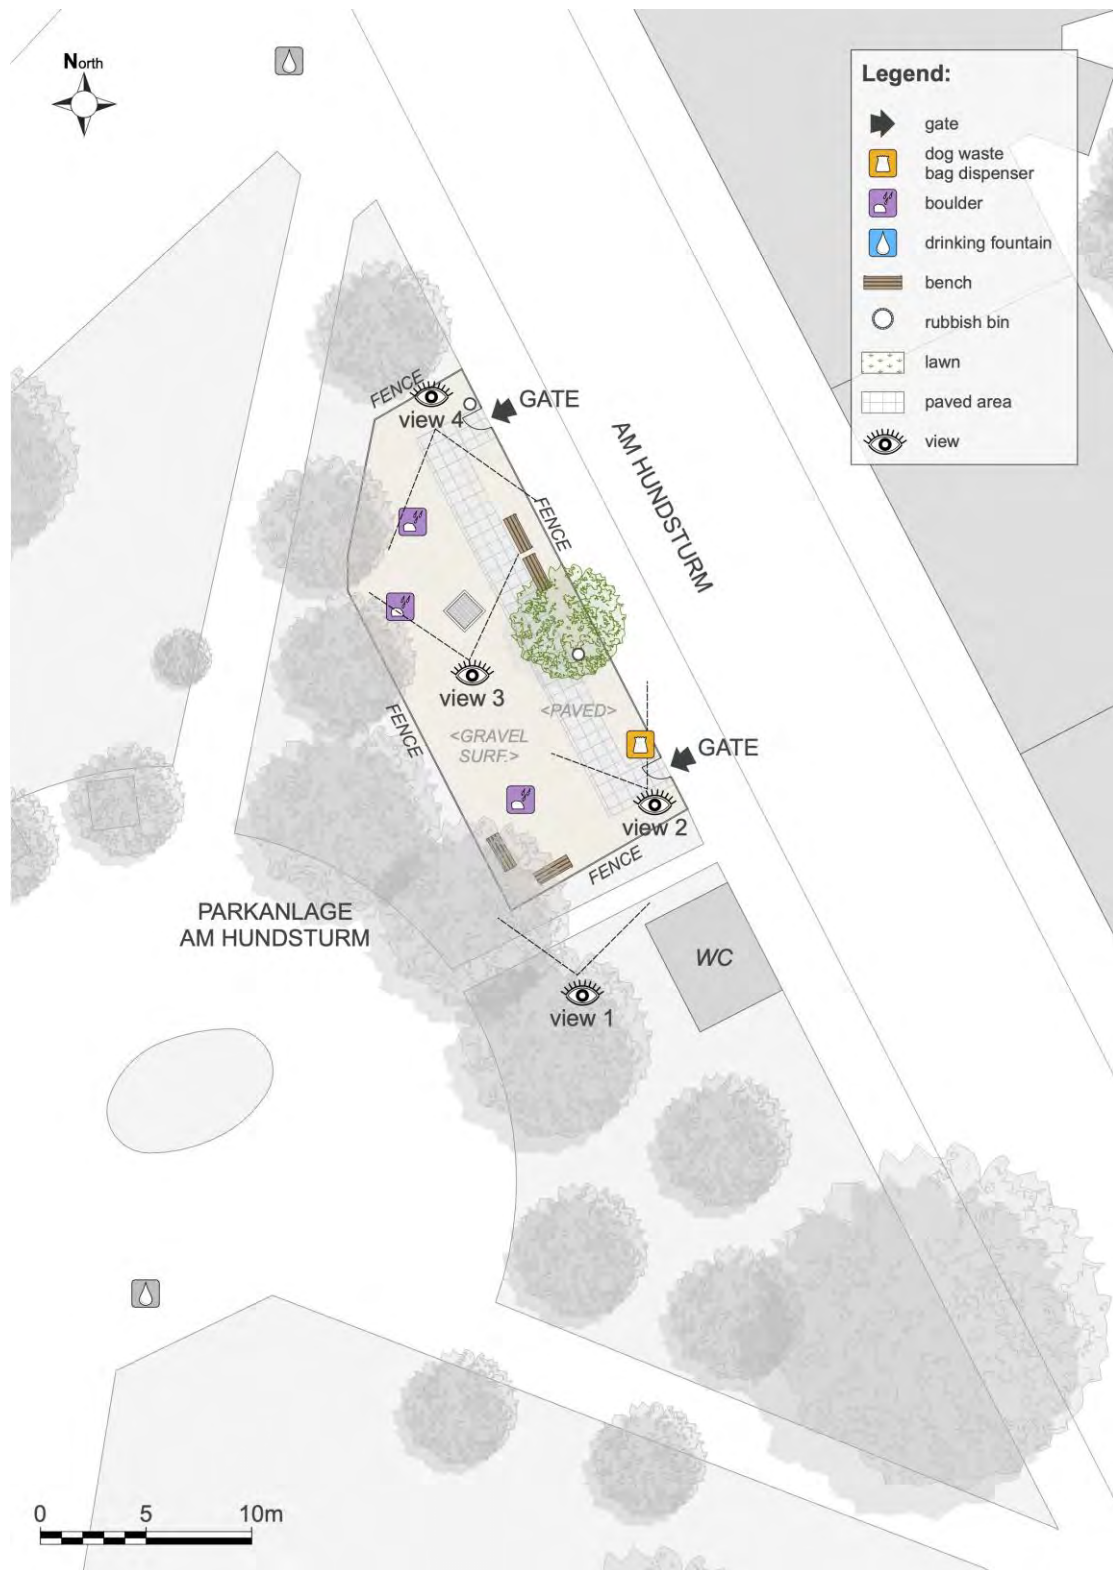 North
Legend:
gate
dog waste
bag dispenser
boulder
drinking fountain
bench
rubbish bin
lawn
paved area
view
FENCE
view 4
GATE
AM HUNDSTURM
FENCE
view 3
<PAVED>
FENCE
<GRAVEL
SURF.>
GATE
view 2
FENCE
PARKANLAGE
AM HUNDSTURM
WC
view 1
0 5 10m